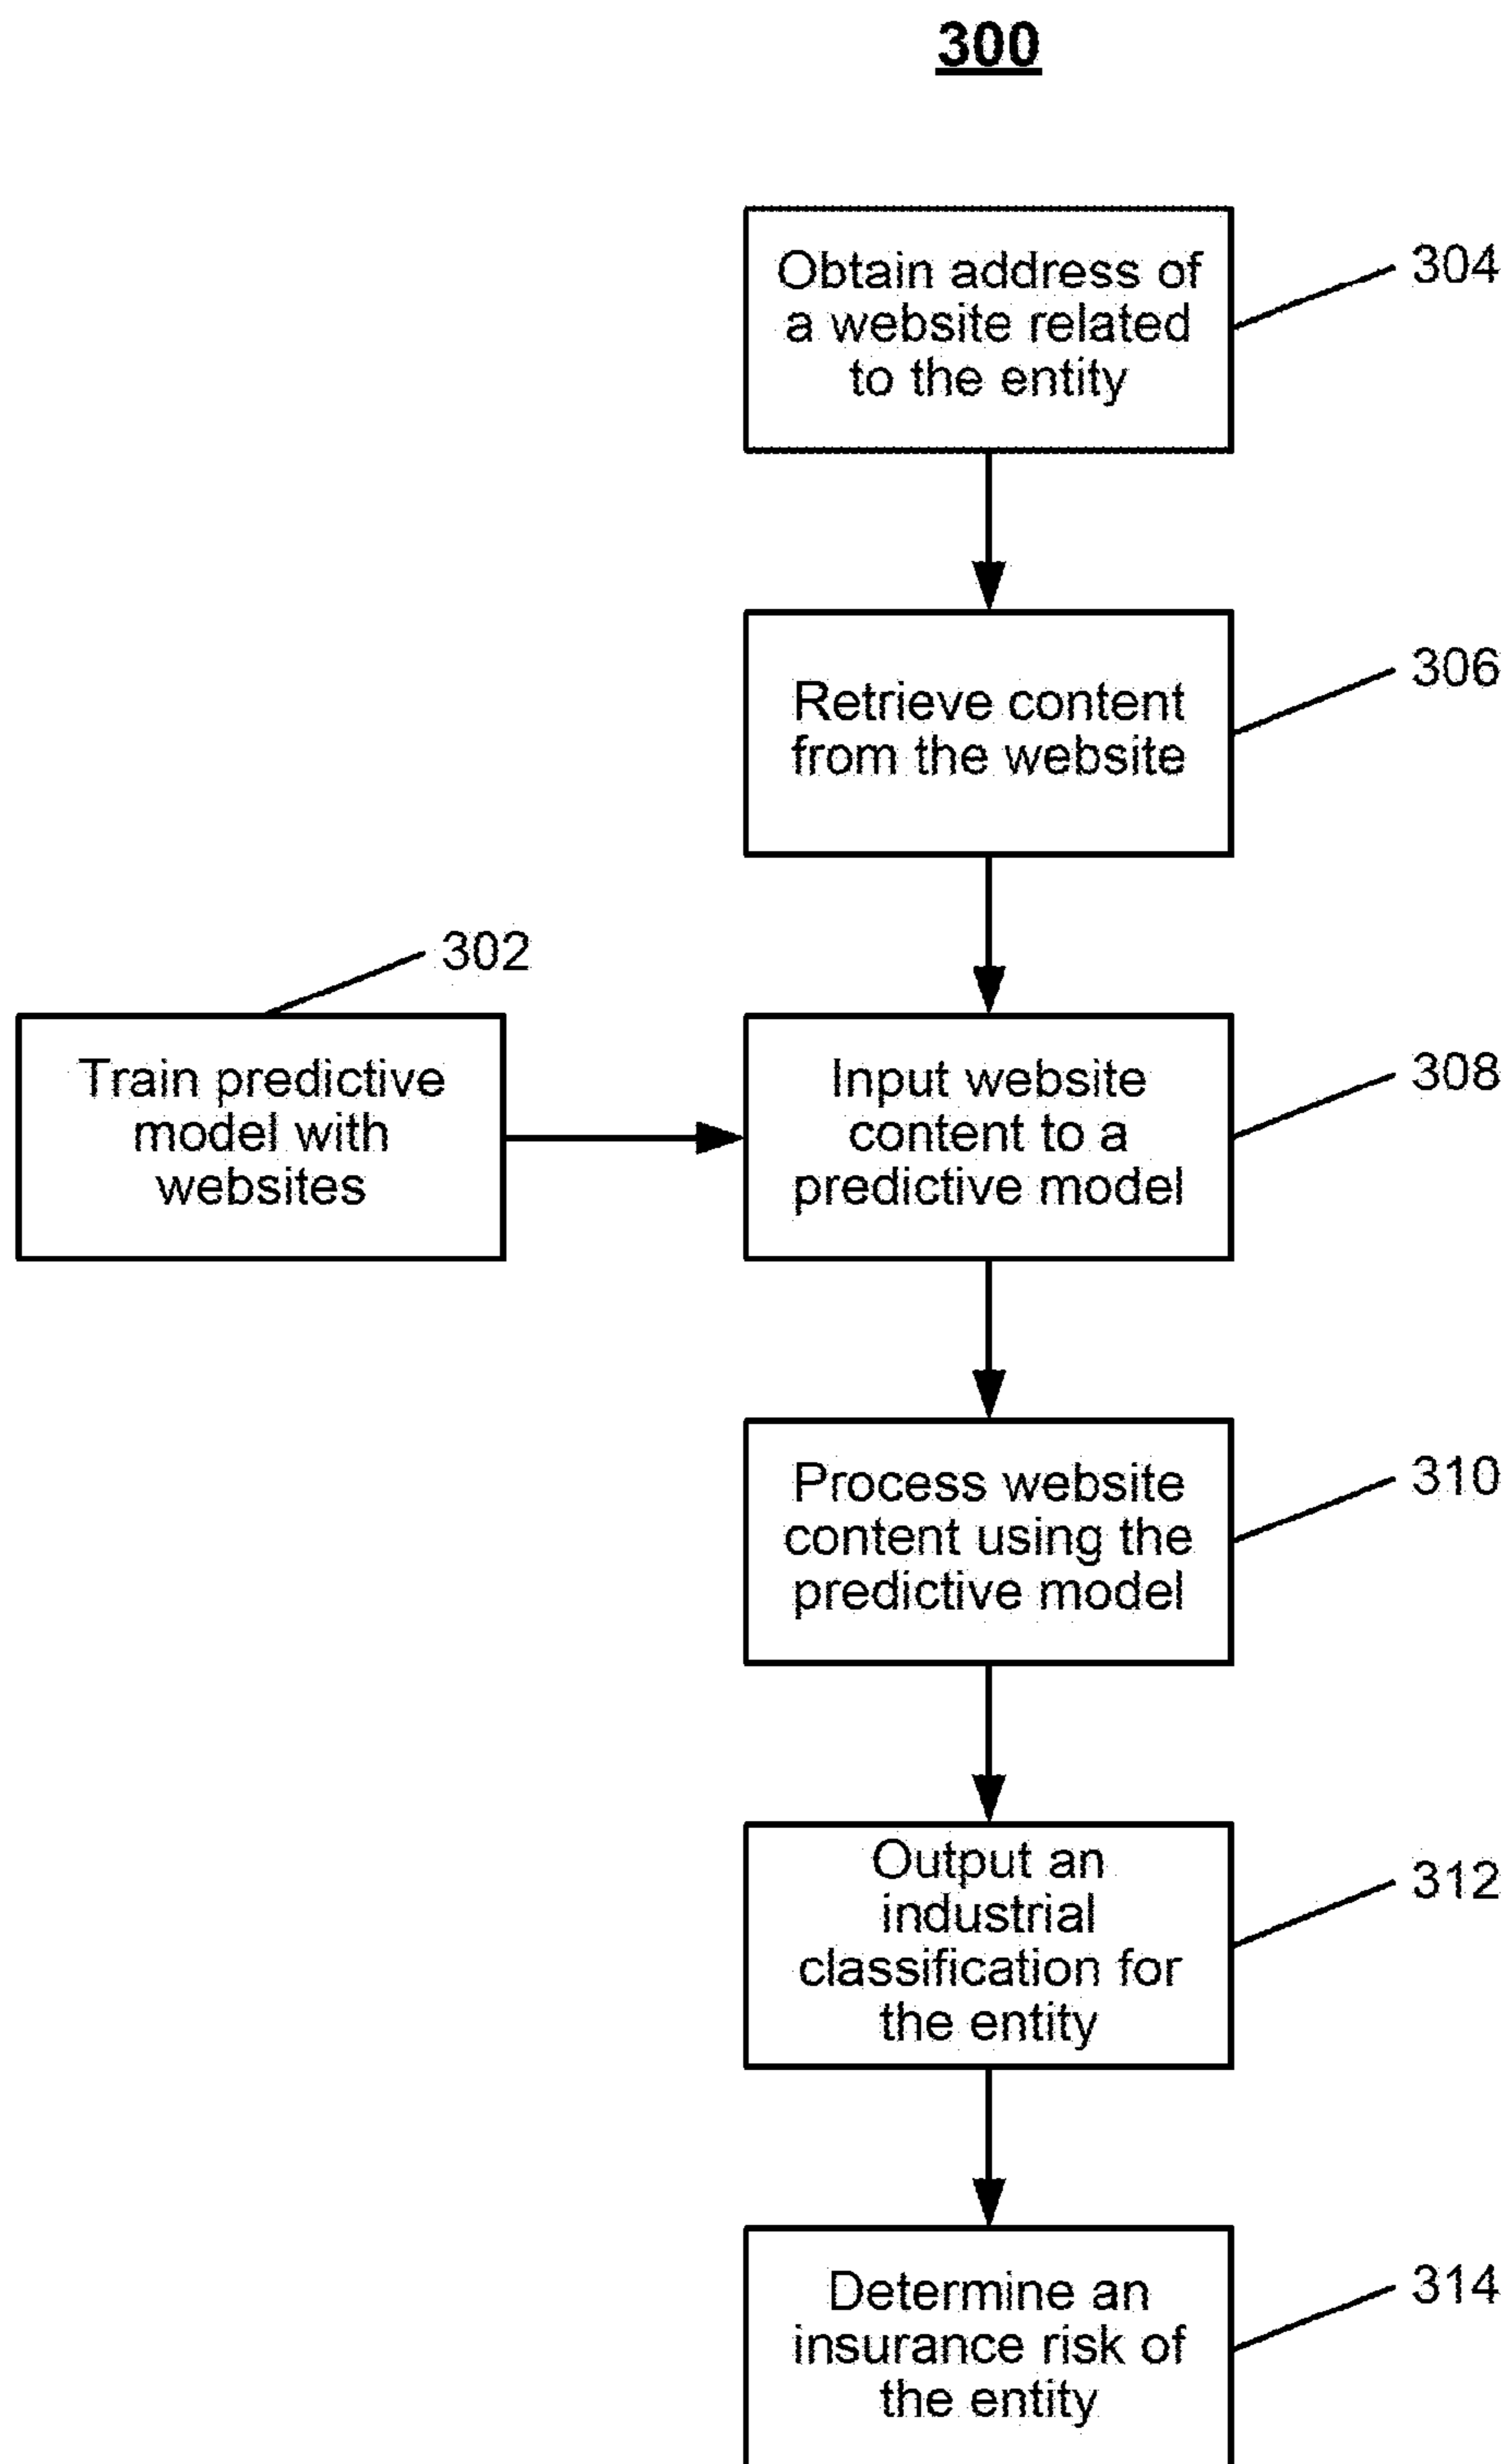 300
Obtain address of
a website related
to the entity
304
Retrieve content
from the website
306
302
Train predictive
model with
websites
Input website
content to a
predictive model
308
Process website
content using the
predictive model
310
Output an
industrial
classification for
the entity
312
Determine an
insurance risk of
the entity
314